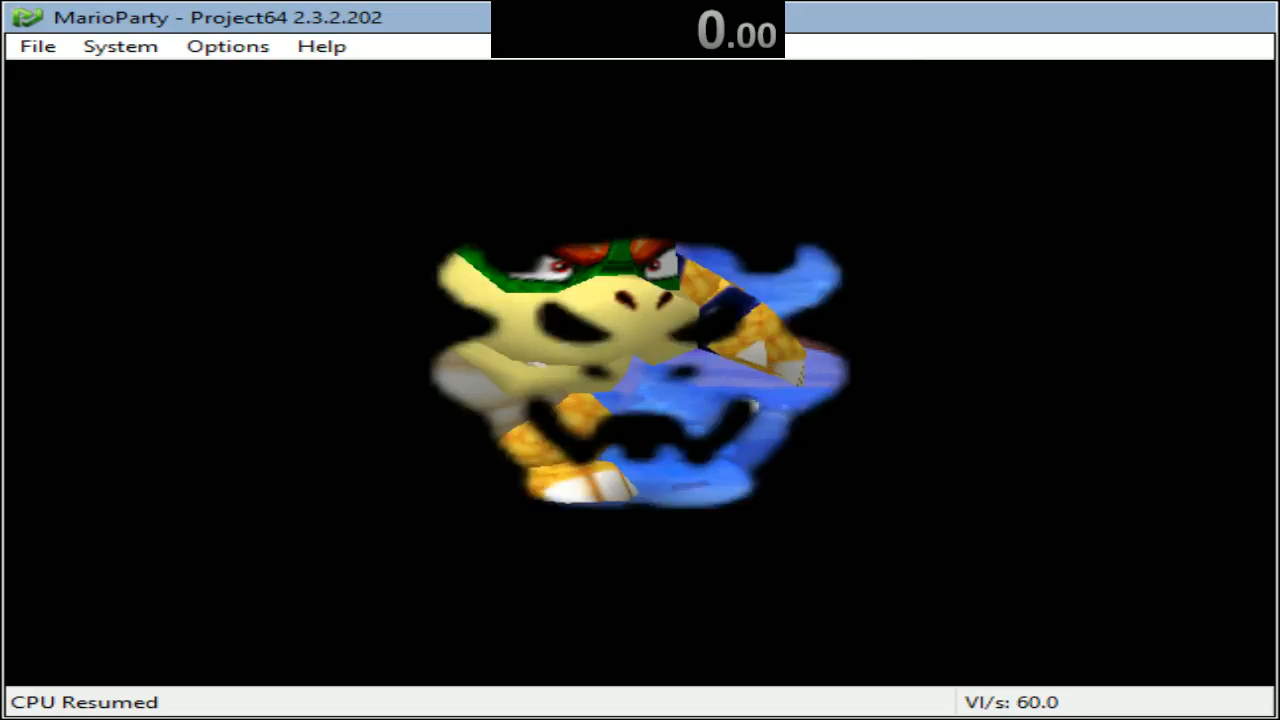 MarioParty - Project64 2.3.2.202
0.00
File System Options Help
CPU Resumed VI/s: 60.0